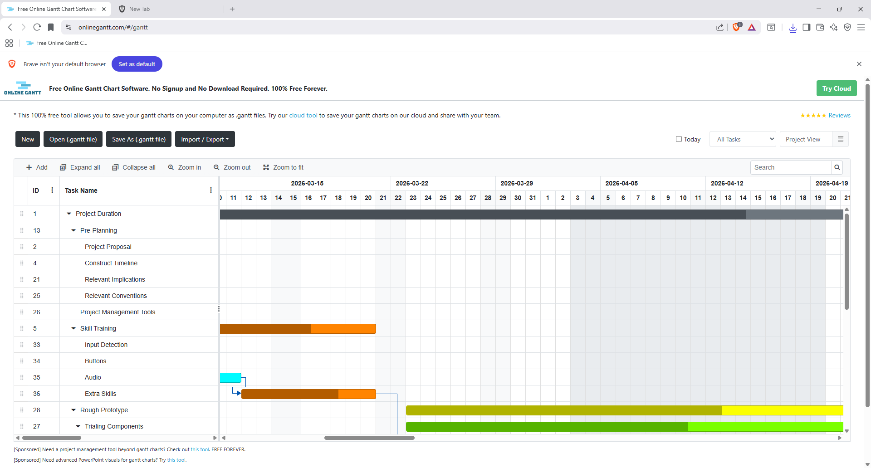 Free Online Gantt Chart Software
New Tab
onlinegantt.com/#/gantt
Free Online Gantt C...
Brave isn't your default browser
Set as default
ONLINE GANTT
Free Online Gantt Chart Software. No Signup and No Download Required. 100% Free Forever.
Try Cloud
* This 100% free tool allows you to save your gantt charts on your computer as .gantt files. Try our cloud tool to save your gantt charts on our cloud and share with your team.
Reviews
New
Open (.gantt file)
Save As (.gantt file)
Import / Export
Today
All Tasks
Project View
Add
Expand all
Collapse all
Zoom in
Zoom out
Zoom to fit
Search
ID
Task Name
2026-03-15
2026-03-22
2026-03-29
2026-04-05
2026-04-12
2026-04-19
11 12 13 14 15 16 17 18 19 20 21 22 23 24 25 26 27 28 29 30 31 1 2 3 4 5 6 7 8 9 10 11 12 13 14 15 16 17 18 19 20 21
1 Project Duration
13 Pre Planning
2 Project Proposal
4 Construct Timeline
21 Relevant Implications
25 Relevant Conventions
26 Project Management Tools
5 Skill Training
33 Input Detection
34 Buttons
35 Audio
36 Extra Skills
28 Rough Prototype
27 Trialing Components
[Sponsored] Need a project management tool beyond gantt charts? Check out this tool. FREE FOREVER.
[Sponsored] Need advanced PowerPoint visuals for gantt charts? Try this tool.